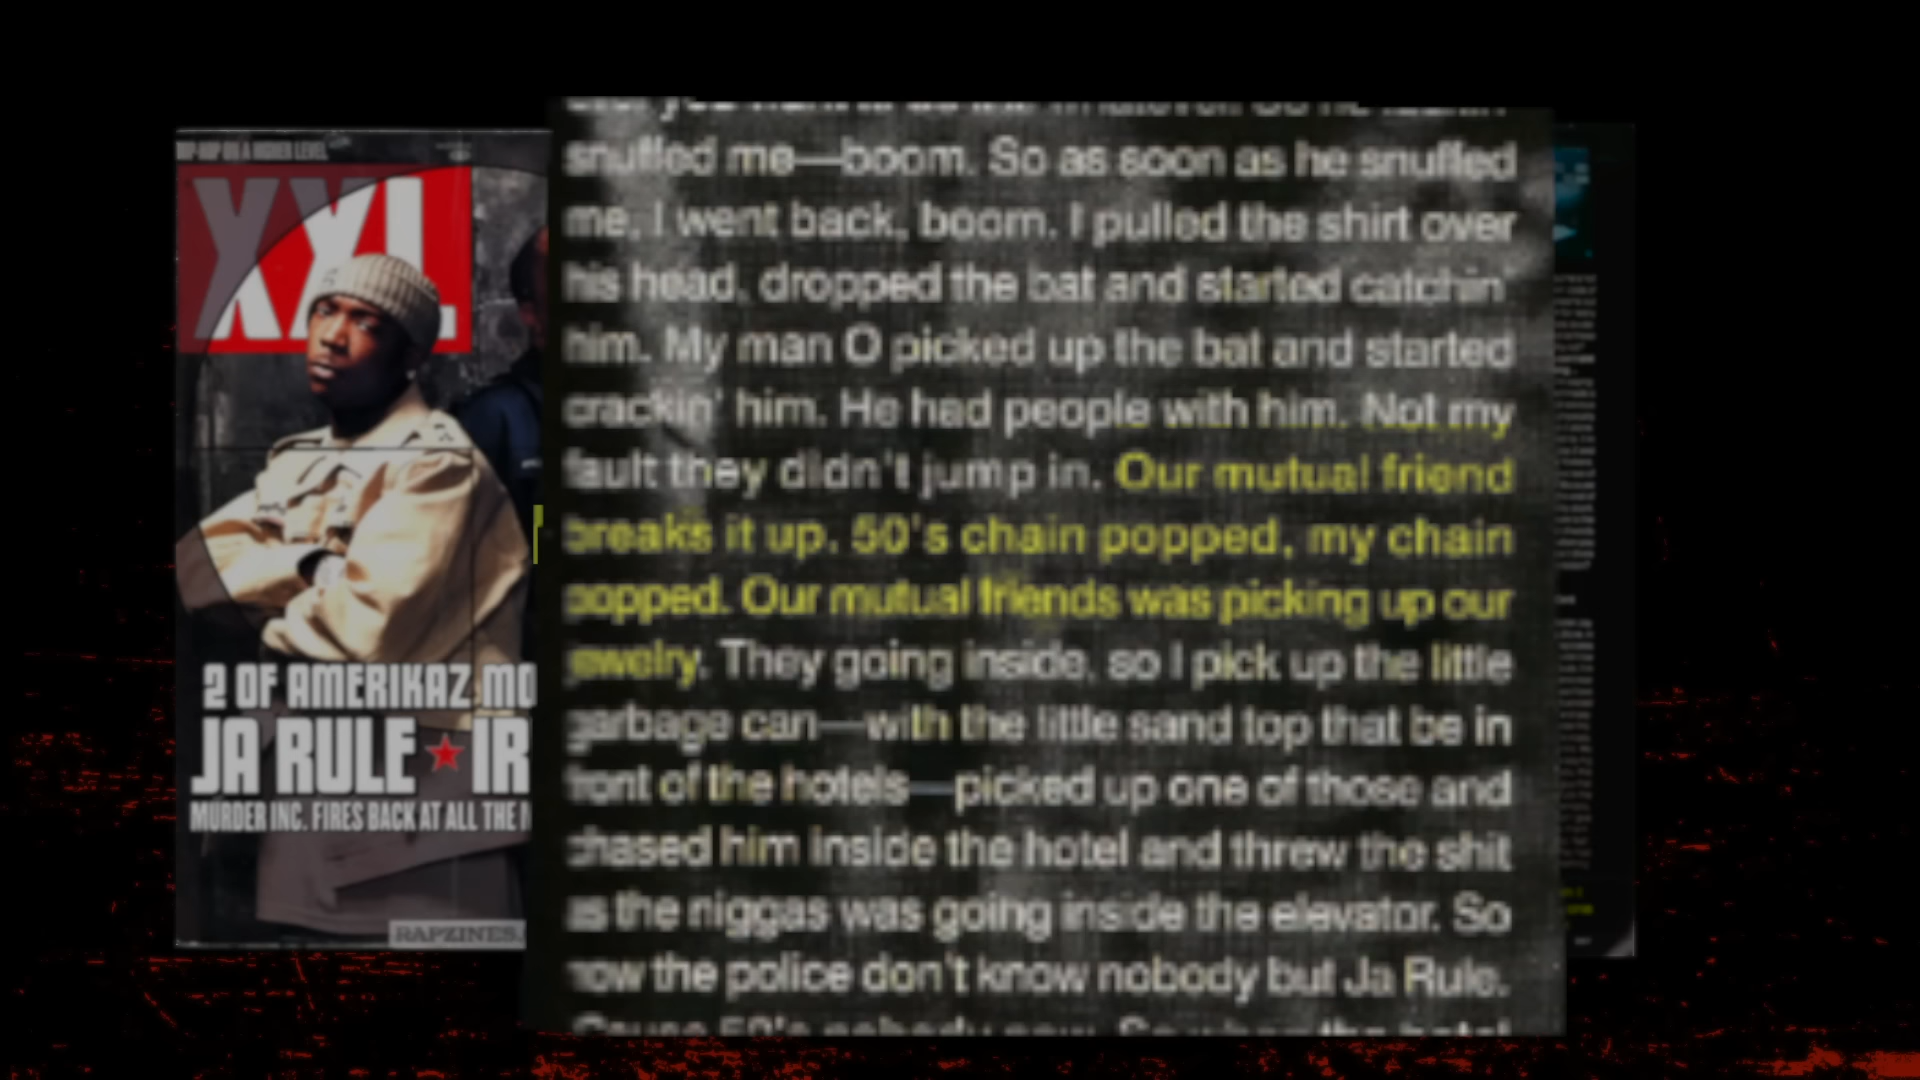 HIP-HOP ON A HIGHER LEVEL
XXL
2 OF AMERIKAZ MO
JA RULE ★ IR
MURDER INC. FIRES BACK AT ALL THE
RAPZINES.
snuffed me—boom. So as soon as he snuffed
me, I went back, boom. I pulled the shirt over
his head, dropped the bat and started catchin'
him. My man O picked up the bat and started
crackin' him. He had people with him. Not my
fault they didn't jump in. Our mutual friend
breaks it up. 50's chain popped, my chain
popped. Our mutual friends was picking up our
jewelry. They going inside, so I pick up the little
garbage can—with the little sand top that be in
front of the hotels—picked up one of those and
chased him inside the hotel and threw the shit
as the niggas was going inside the elevator. So
now the police don't know nobody but Ja Rule.